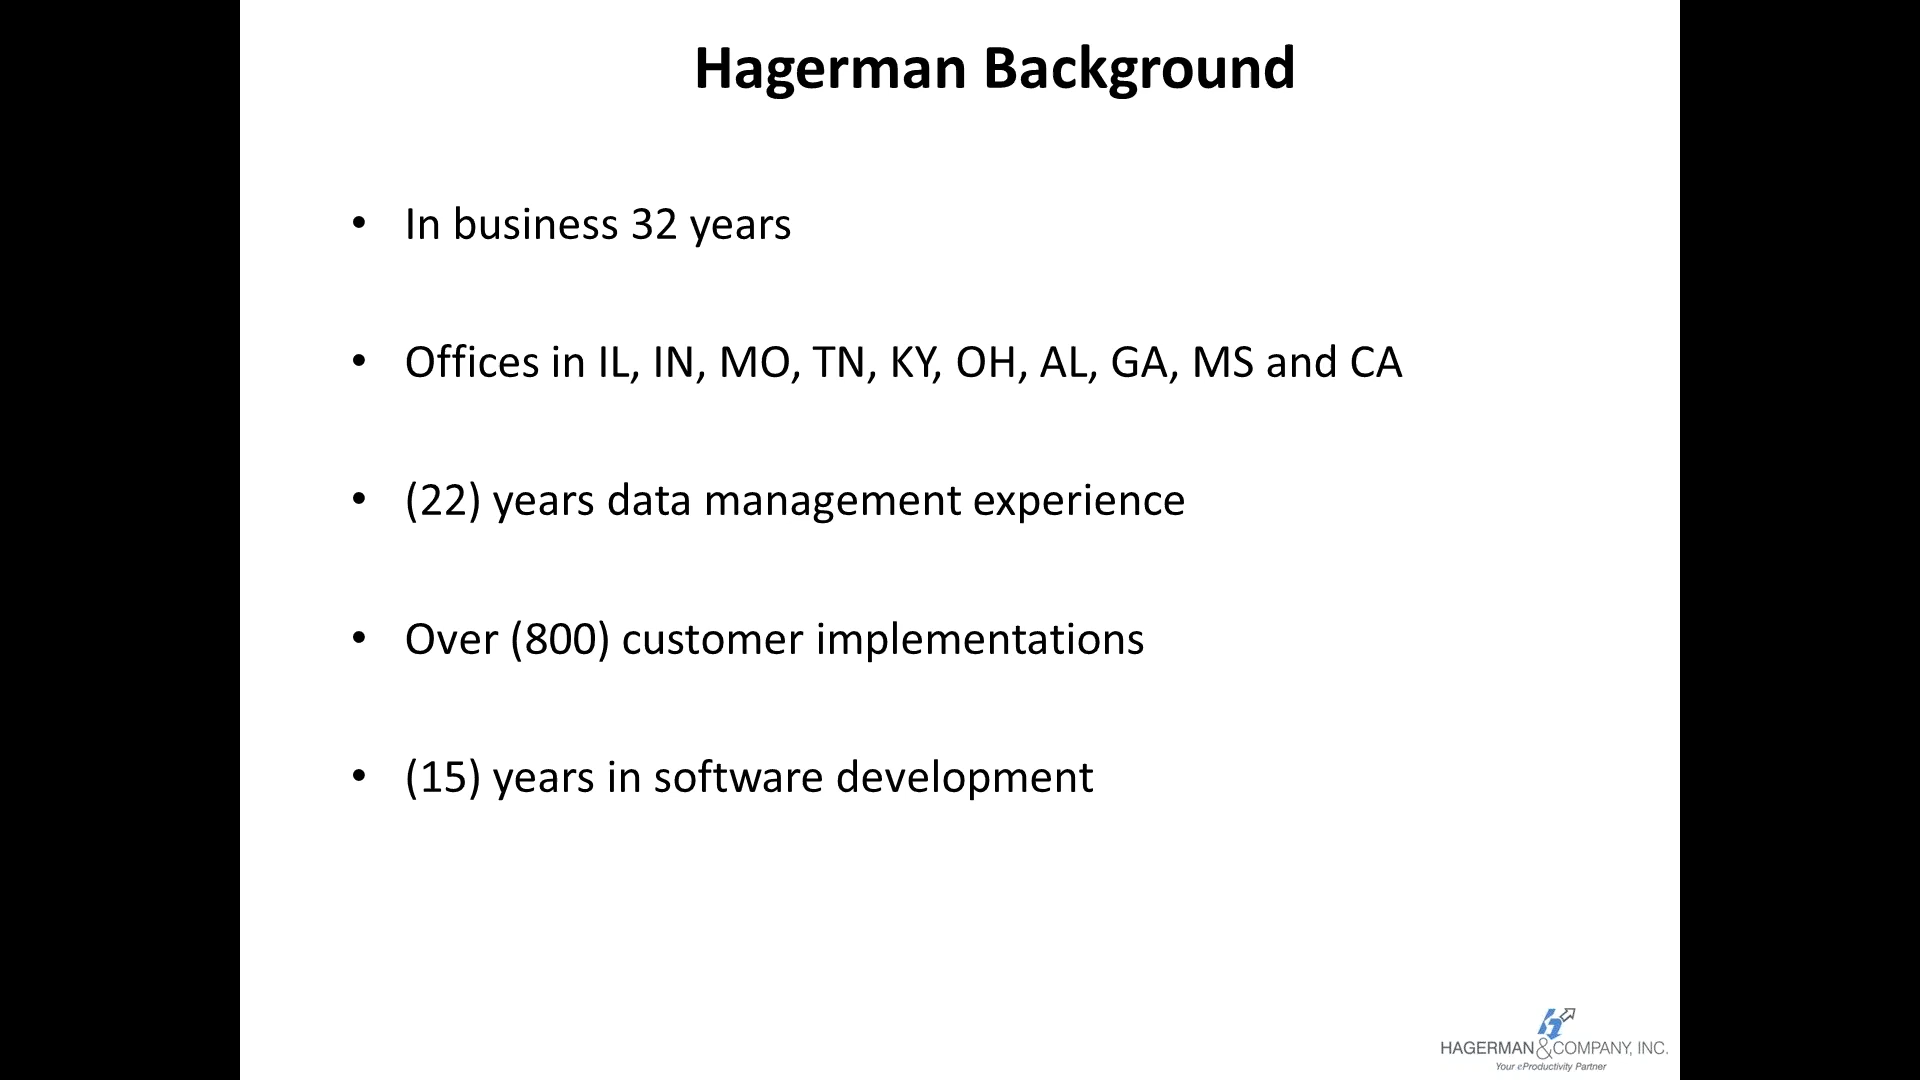 Hagerman Background
• In business 32 years
• Offices in IL, IN, MO, TN, KY, OH, AL, GA, MS and CA
• (22) years data management experience
• Over (800) customer implementations
• (15) years in software development
HAGERMAN&COMPANY, INC.
Your eProductivity Partner